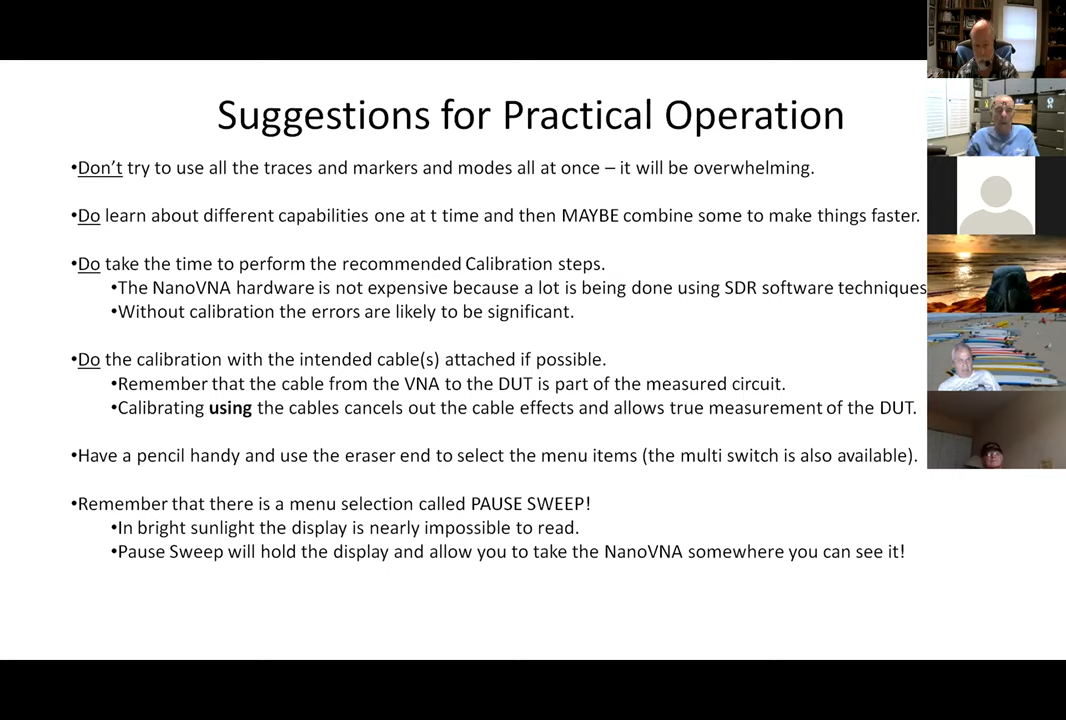 Suggestions for Practical Operation
•Don't try to use all the traces and markers and modes all at once – it will be overwhelming.
•Do learn about different capabilities one at t time and then MAYBE combine some to make things faster.
•Do take the time to perform the recommended Calibration steps.
•The NanoVNA hardware is not expensive because a lot is being done using SDR software techniques
•Without calibration the errors are likely to be significant.
•Do the calibration with the intended cable(s) attached if possible.
•Remember that the cable from the VNA to the DUT is part of the measured circuit.
•Calibrating using the cables cancels out the cable effects and allows true measurement of the DUT.
•Have a pencil handy and use the eraser end to select the menu items (the multi switch is also available).
•Remember that there is a menu selection called PAUSE SWEEP!
•In bright sunlight the display is nearly impossible to read.
•Pause Sweep will hold the display and allow you to take the NanoVNA somewhere you can see it!